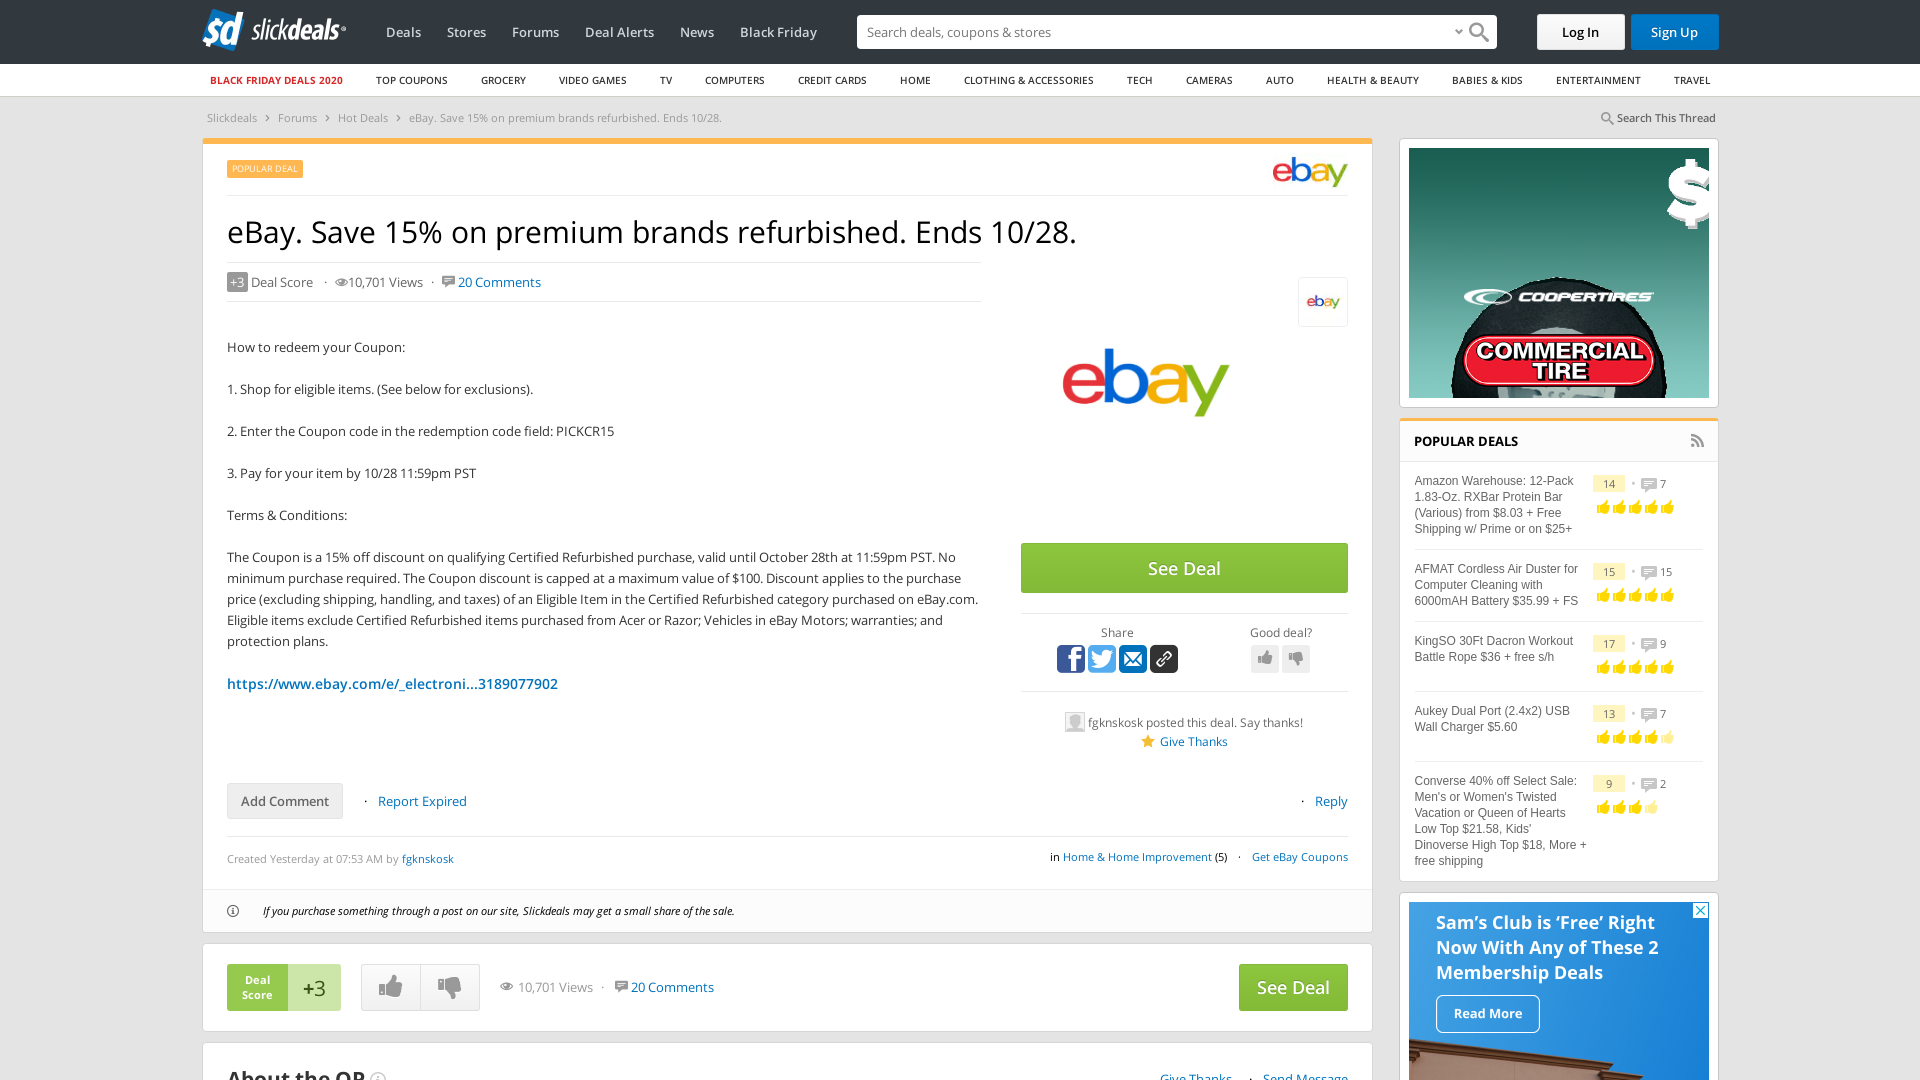 slickdeals
Deals
Stores
Forums
Deal Alerts
News
Black Friday
Search deals, coupons & stores
Log In
Sign Up
BLACK FRIDAY DEALS 2020
TOP COUPONS
GROCERY
VIDEO GAMES
TV
COMPUTERS
CREDIT CARDS
HOME
CLOTHING & ACCESSORIES
TECH
CAMERAS
AUTO
HEALTH & BEAUTY
BABIES & KIDS
ENTERTAINMENT
TRAVEL
Slickdeals › Forums › Hot Deals › eBay. Save 15% on premium brands refurbished. Ends 10/28.
Search This Thread
POPULAR DEAL
ebay
eBay. Save 15% on premium brands refurbished. Ends 10/28.
+3 Deal Score · 10,701 Views · 20 Comments
ebay
ebay
How to redeem your Coupon:
1. Shop for eligible items. (See below for exclusions).
2. Enter the Coupon code in the redemption code field: PICKCR15
3. Pay for your item by 10/28 11:59pm PST
Terms & Conditions:
The Coupon is a 15% off discount on qualifying Certified Refurbished purchase, valid until October 28th at 11:59pm PST. No
minimum purchase required. The Coupon discount is capped at a maximum value of $100. Discount applies to the purchase
price (excluding shipping, handling, and taxes) of an Eligible Item in the Certified Refurbished category purchased on eBay.com.
Eligible items exclude Certified Refurbished items purchased from Acer or Razor; Vehicles in eBay Motors; warranties; and
protection plans.
https://www.ebay.com/e/_electroni...3189077902
See Deal
Share
Good deal?
fgknskosk posted this deal. Say thanks!
Give Thanks
Add Comment
· Report Expired
· Reply
Created Yesterday at 07:53 AM by fgknskosk
in Home & Home Improvement (5) · Get eBay Coupons
If you purchase something through a post on our site, Slickdeals may get a small share of the sale.
Deal
Score
+3
10,701 Views · 20 Comments
See Deal
About the OP
Give Thanks · Send Message
$
COOPERTIRES
COMMERCIAL
TIRE
POPULAR DEALS
Amazon Warehouse: 12-Pack
1.83-Oz. RXBar Protein Bar
(Various) from $8.03 + Free
Shipping w/ Prime or on $25+
14 · 7
AFMAT Cordless Air Duster for
Computer Cleaning with
6000mAH Battery $35.99 + FS
15 · 15
KingSO 30Ft Dacron Workout
Battle Rope $36 + free s/h
17 · 9
Aukey Dual Port (2.4x2) USB
Wall Charger $5.60
13 · 7
Converse 40% off Select Sale:
Men's or Women's Twisted
Vacation or Queen of Hearts
Low Top $21.58, Kids'
Dinoverse High Top $18, More +
free shipping
9 · 2
Sam's Club is 'Free' Right
Now With Any of These 2
Membership Deals
Read More